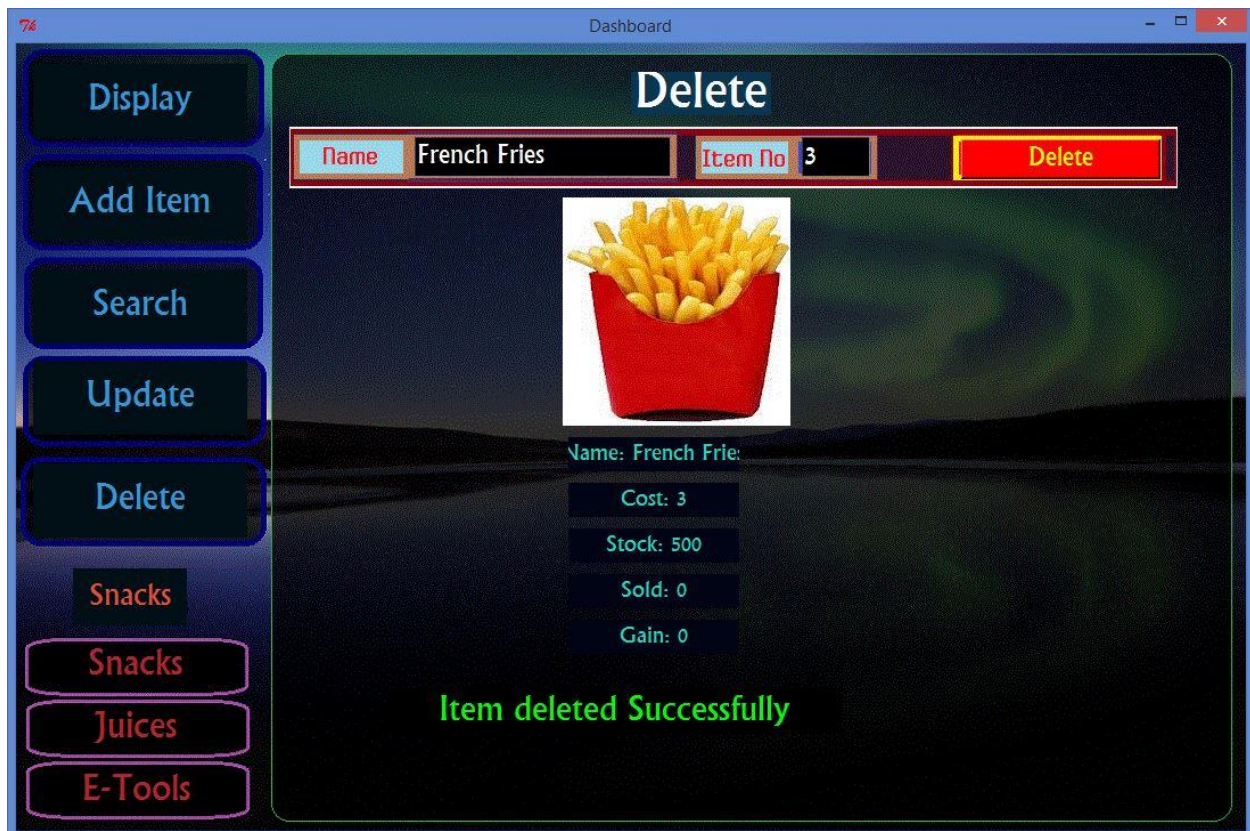 Dashboard
Display
Add Item
Search
Update
Delete
Snacks
Snacks
Juices
E-Tools
Delete
Name French Fries Item No 3 Delete
Name: French Fries
Cost: 3
Stock: 500
Sold: 0
Gain: 0
Item deleted Successfully